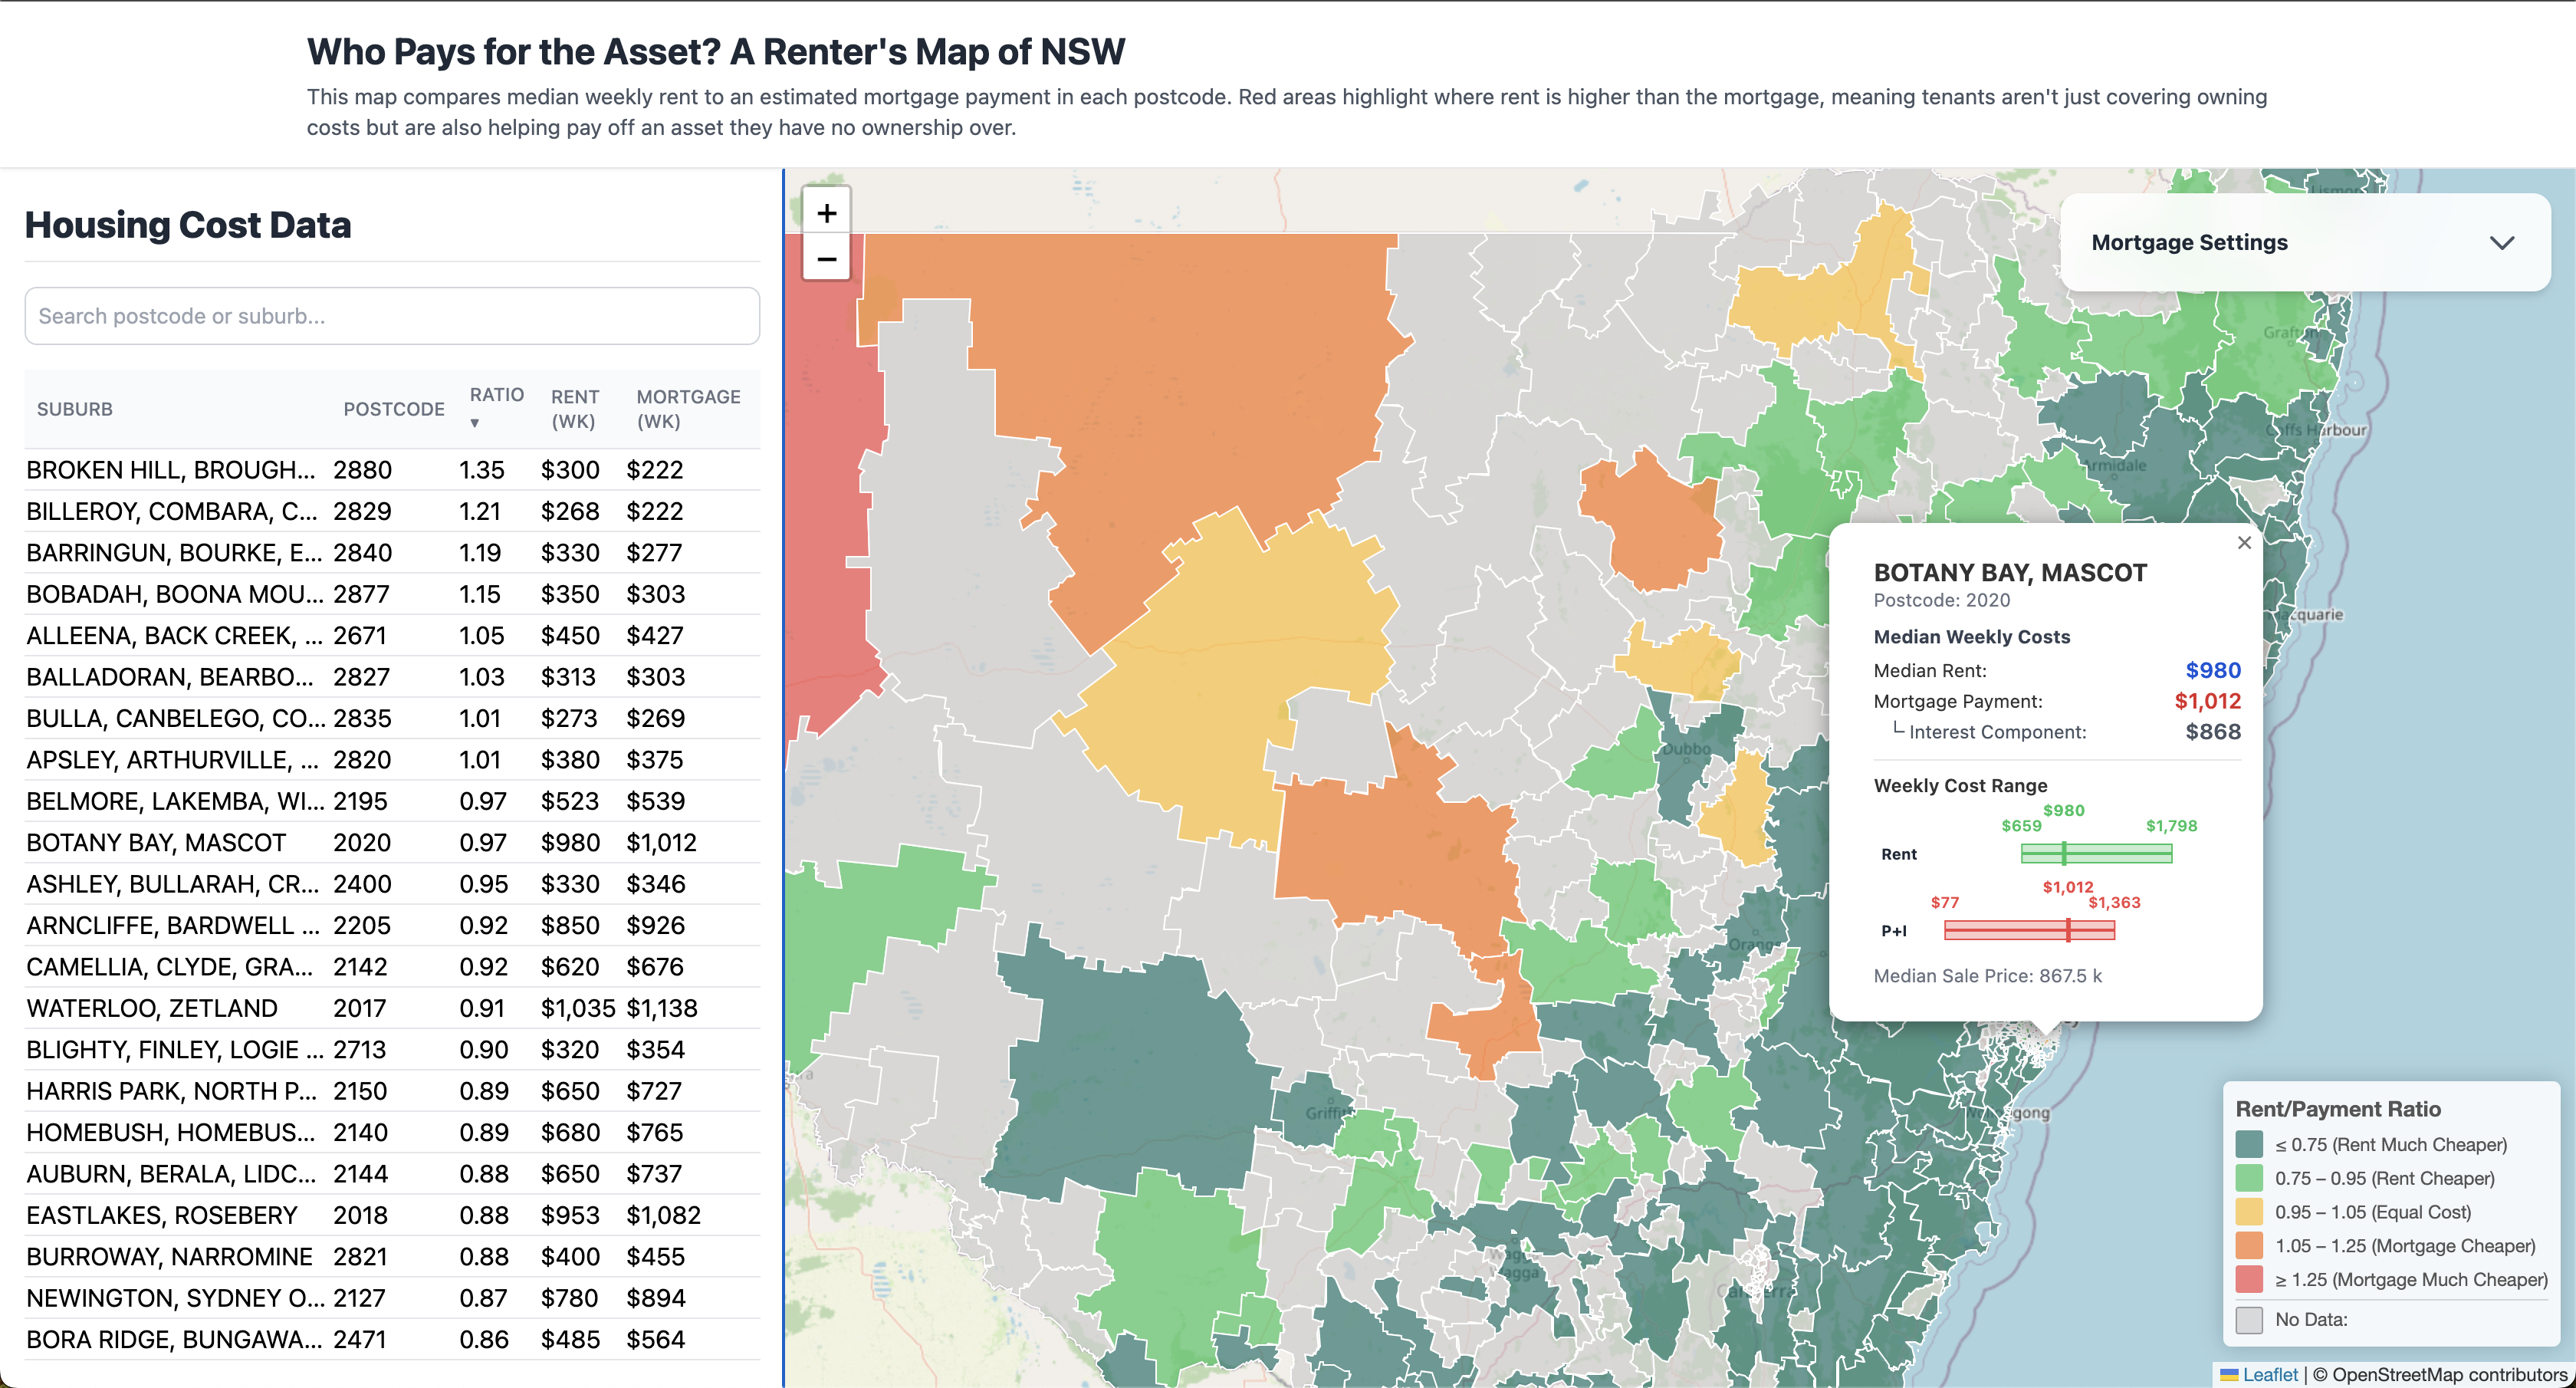 Who Pays for the Asset? A Renter's Map of NSW
This map compares median weekly rent to an estimated mortgage payment in each postcode. Red areas highlight where rent is higher than the mortgage, meaning tenants aren't just covering owning
costs but are also helping pay off an asset they have no ownership over.
Housing Cost Data
Search postcode or suburb...
SUBURB POSTCODE RATIO ▼ RENT (WK) MORTGAGE (WK)
BROKEN HILL, BROUGH... 2880 1.35 $300 $222
BILLEROY, COMBARA, C... 2829 1.21 $268 $222
BARRINGUN, BOURKE, E... 2840 1.19 $330 $277
BOBADAH, BOONA MOU... 2877 1.15 $350 $303
ALLEENA, BACK CREEK, ... 2671 1.05 $450 $427
BALLADORAN, BEARBO... 2827 1.03 $313 $303
BULLA, CANBELEGO, CO... 2835 1.01 $273 $269
APSLEY, ARTHURVILLE, ... 2820 1.01 $380 $375
BELMORE, LAKEMBA, WI... 2195 0.97 $523 $539
BOTANY BAY, MASCOT 2020 0.97 $980 $1,012
ASHLEY, BULLARAH, CR... 2400 0.95 $330 $346
ARNCLIFFE, BARDWELL ... 2205 0.92 $850 $926
CAMELLIA, CLYDE, GRA... 2142 0.92 $620 $676
WATERLOO, ZETLAND 2017 0.91 $1,035 $1,138
BLIGHTY, FINLEY, LOGIE ... 2713 0.90 $320 $354
HARRIS PARK, NORTH P... 2150 0.89 $650 $727
HOMEBUSH, HOMEBUS... 2140 0.89 $680 $765
AUBURN, BERALA, LIDC... 2144 0.88 $650 $737
EASTLAKES, ROSEBERY 2018 0.88 $953 $1,082
BURROWAY, NARROMINE 2821 0.88 $400 $455
NEWINGTON, SYDNEY O... 2127 0.87 $780 $894
BORA RIDGE, BUNGAWA... 2471 0.86 $485 $564
+
−
Lismor
Mortgage Settings
Grafton
Coffs Harbour
Armidale
acquarie
Dubbo
Orange
Griffith
gong
Wagga
Wagga
Canberra
BOTANY BAY, MASCOT
×
Postcode: 2020
Median Weekly Costs
Median Rent: $980
Mortgage Payment: $1,012
└ Interest Component: $868
Weekly Cost Range
$980
$659 $1,798
Rent
$1,012
$77 $1,363
P+I
Median Sale Price: 867.5 k
Rent/Payment Ratio
≤ 0.75 (Rent Much Cheaper)
0.75 – 0.95 (Rent Cheaper)
0.95 – 1.05 (Equal Cost)
1.05 – 1.25 (Mortgage Cheaper)
≥ 1.25 (Mortgage Much Cheaper)
No Data:
Leaflet | © OpenStreetMap contributors